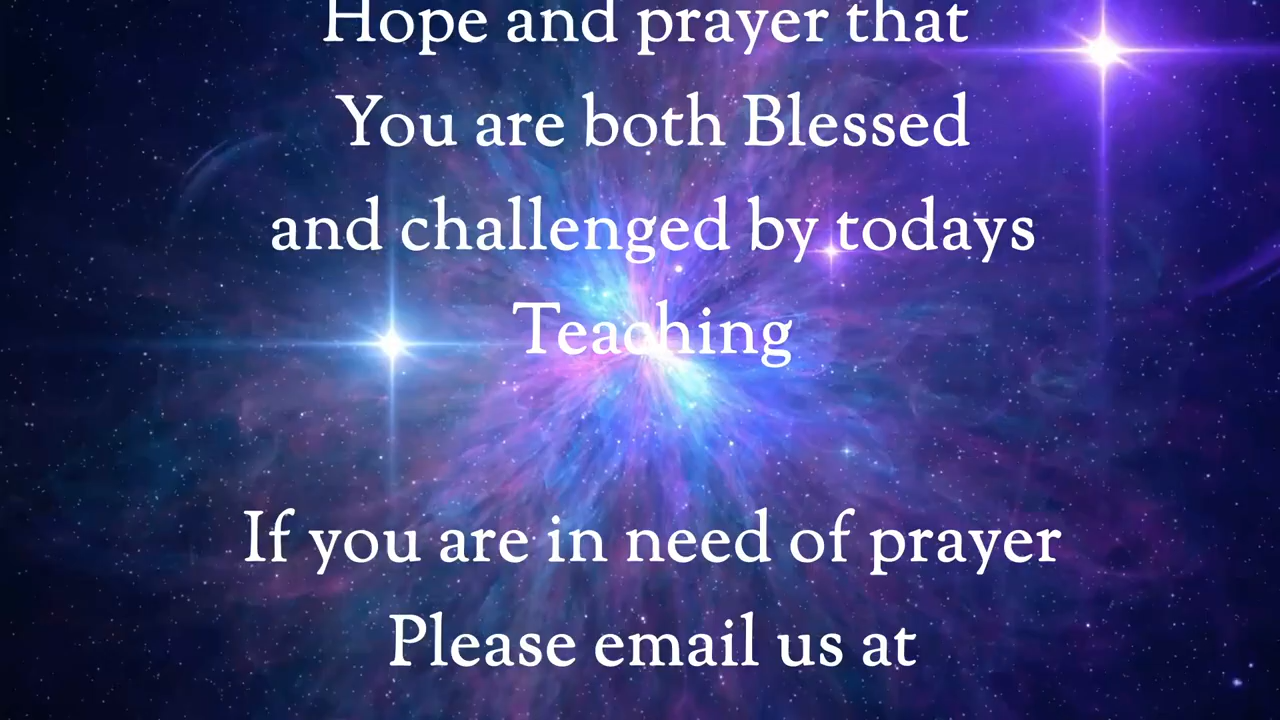 Hope and prayer that
You are both Blessed
and challenged by todays
Teaching
If you are in need of prayer
Please email us at